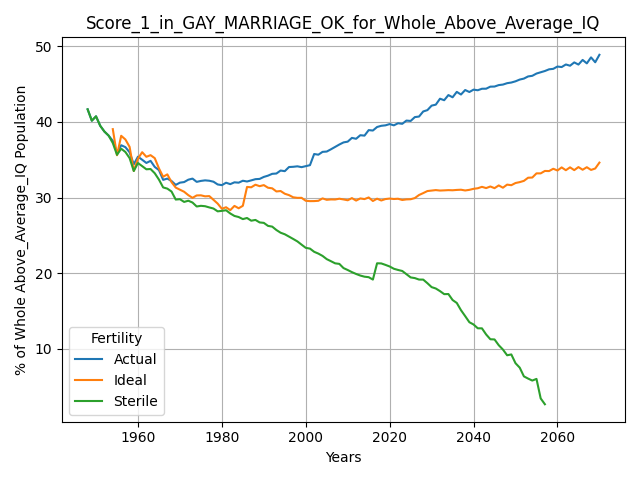 Score_1_in_GAY_MARRIAGE_OK_for_Whole_Above_Average_IQ
% of Whole Above_Average_IQ Population
50
40
30
20
10
Fertility
Actual
Ideal
Sterile
1960 1980 2000 2020 2040 2060
Years